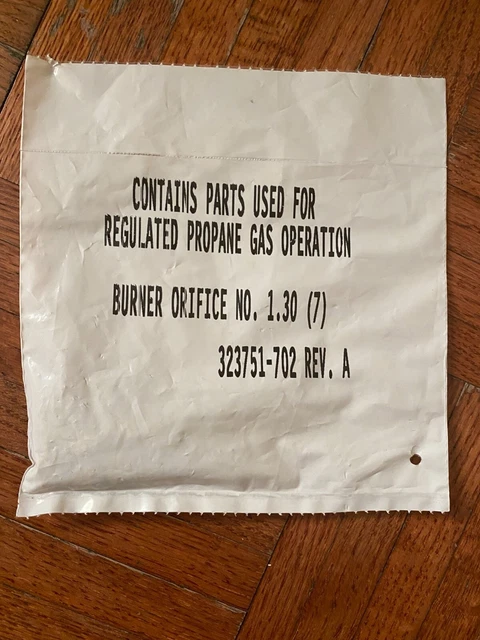 CONTAINS PARTS USED FOR
REGULATED PROPANE GAS OPERATION
BURNER ORIFICE NO. 1.30 (7)
323751-702 REV. A